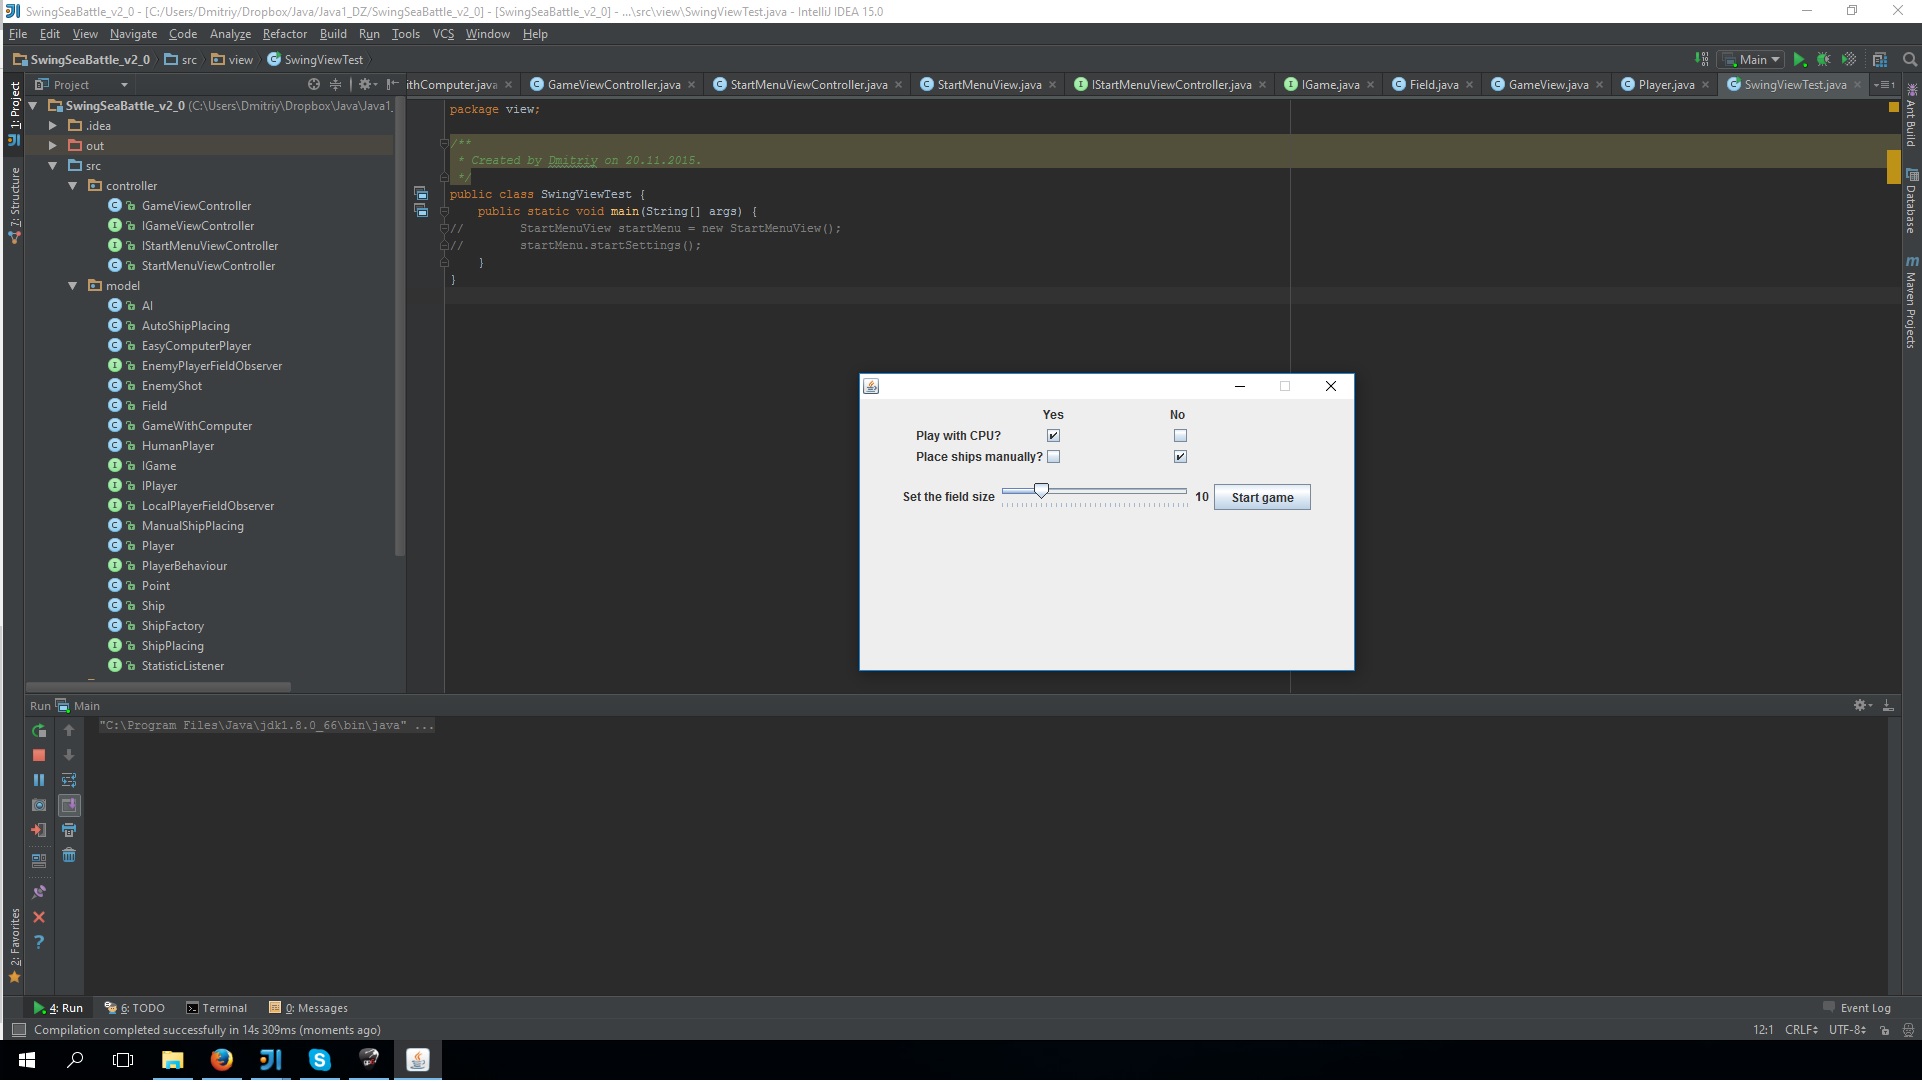 SwingSeaBattle_v2_0 - [C:/Users/Dmitriy/Dropbox/Java/Java1_DZ/SwingSeaBattle_v2_0] - [SwingSeaBattle_v2_0] - ...\src\view\SwingViewTest.java - IntelliJ IDEA 15.0
File Edit View Navigate Code Analyze Refactor Build Run Tools VCS Window Help
SwingSeaBattle_v2_0 src view SwingViewTest Main
Project
ithComputer.java GameViewController.java StartMenuViewController.java StartMenuView.java IStartMenuViewController.java IGame.java Field.java GameView.java Player.java SwingViewTest.java
1: Project
7: Structure
2: Favorites
SwingSeaBattle_v2_0 (C:\Users\Dmitriy\Dropbox\Java\Java1_
.idea
out
src
controller
GameViewController
IGameViewController
IStartMenuViewController
StartMenuViewController
model
AI
AutoShipPlacing
EasyComputerPlayer
EnemyPlayerFieldObserver
EnemyShot
Field
GameWithComputer
HumanPlayer
IGame
IPlayer
LocalPlayerFieldObserver
ManualShipPlacing
Player
PlayerBehaviour
Point
Ship
ShipFactory
ShipPlacing
StatisticListener
package view;
/**
* Created by Dmitriy on 20.11.2015.
*/
public class SwingViewTest {
public static void main(String[] args) {
// StartMenuView startMenu = new StartMenuView();
// startMenu.startSettings();
}
}
Ant Build
Database
Maven Projects
Yes No
Play with CPU?
Place ships manually?
Set the field size 10 Start game
Run Main
"C:\Program Files\Java\jdk1.8.0_66\bin\java" ...
4: Run 6: TODO Terminal 0: Messages Event Log
Compilation completed successfully in 14s 309ms (moments ago) 12:1 CRLF UTF-8